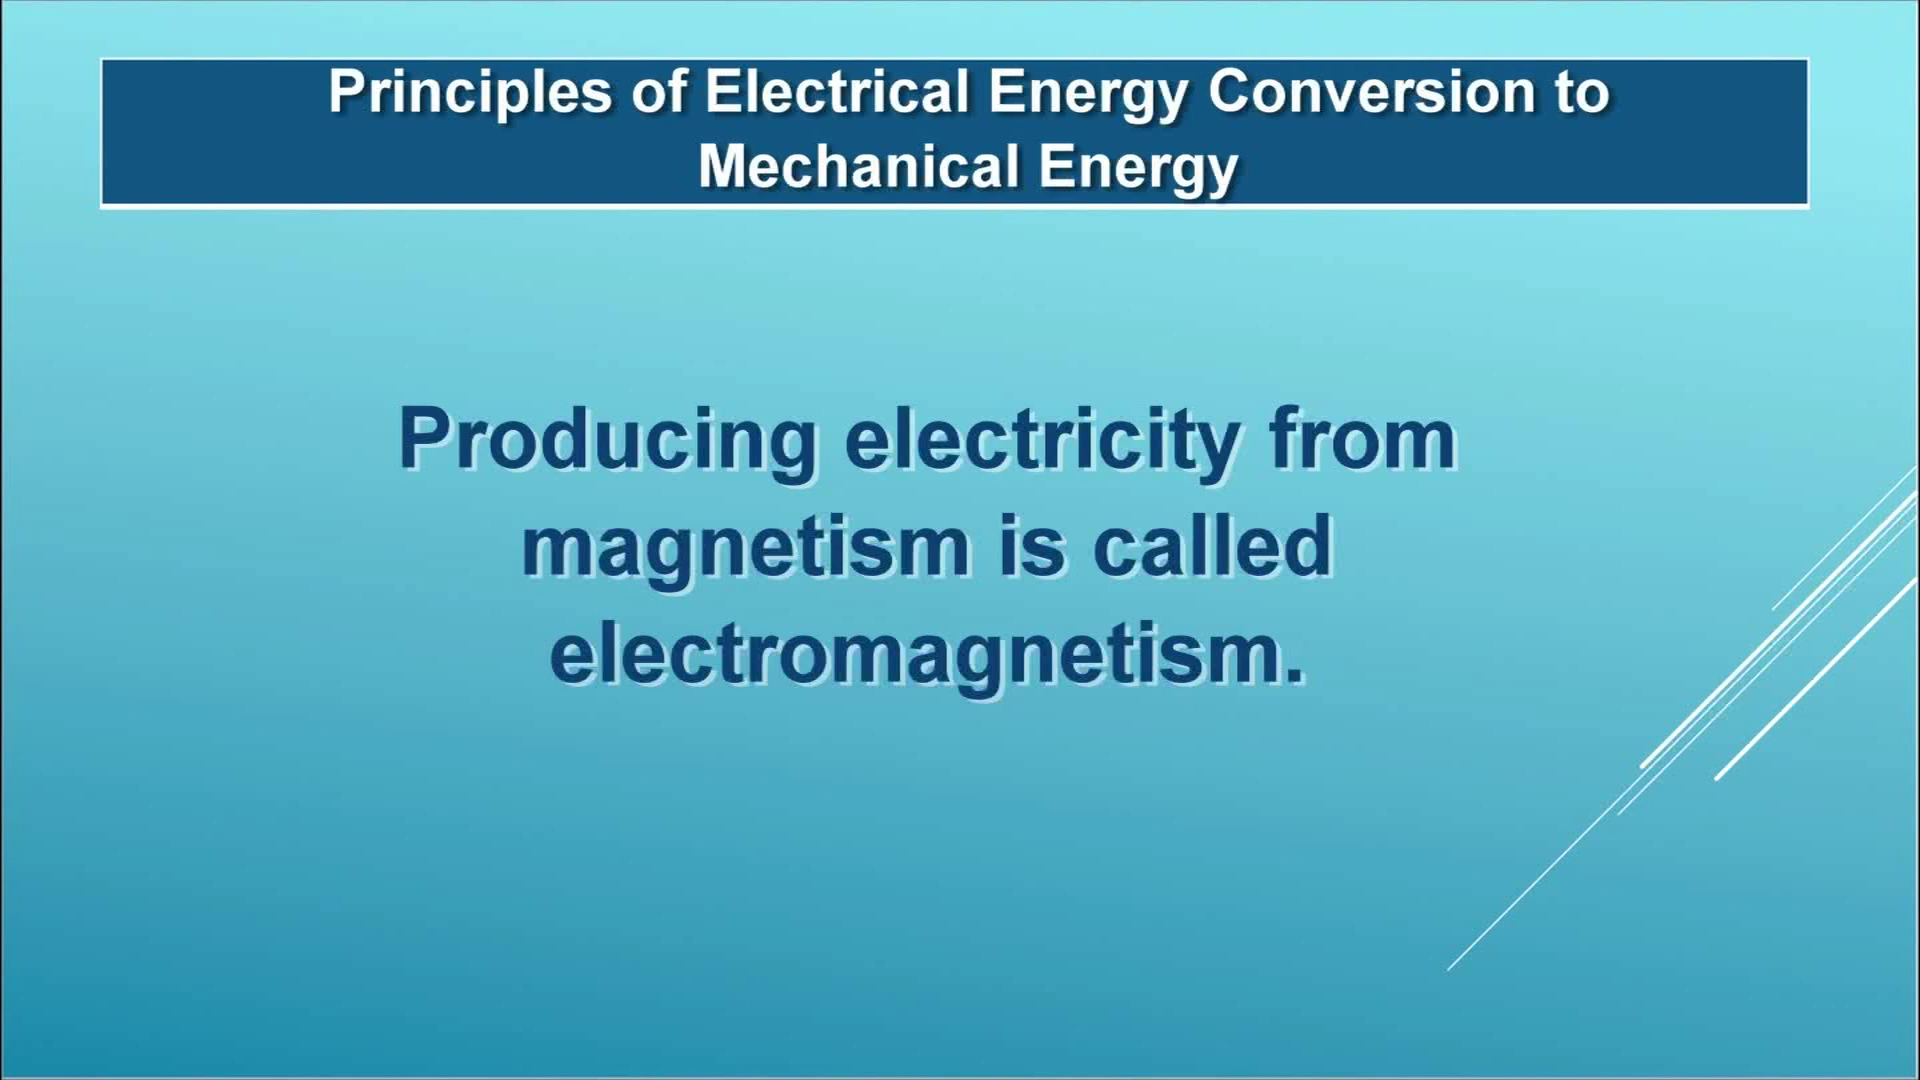 Principles of Electrical Energy Conversion to
Mechanical Energy
Producing electricity from
magnetism is called
electromagnetism.